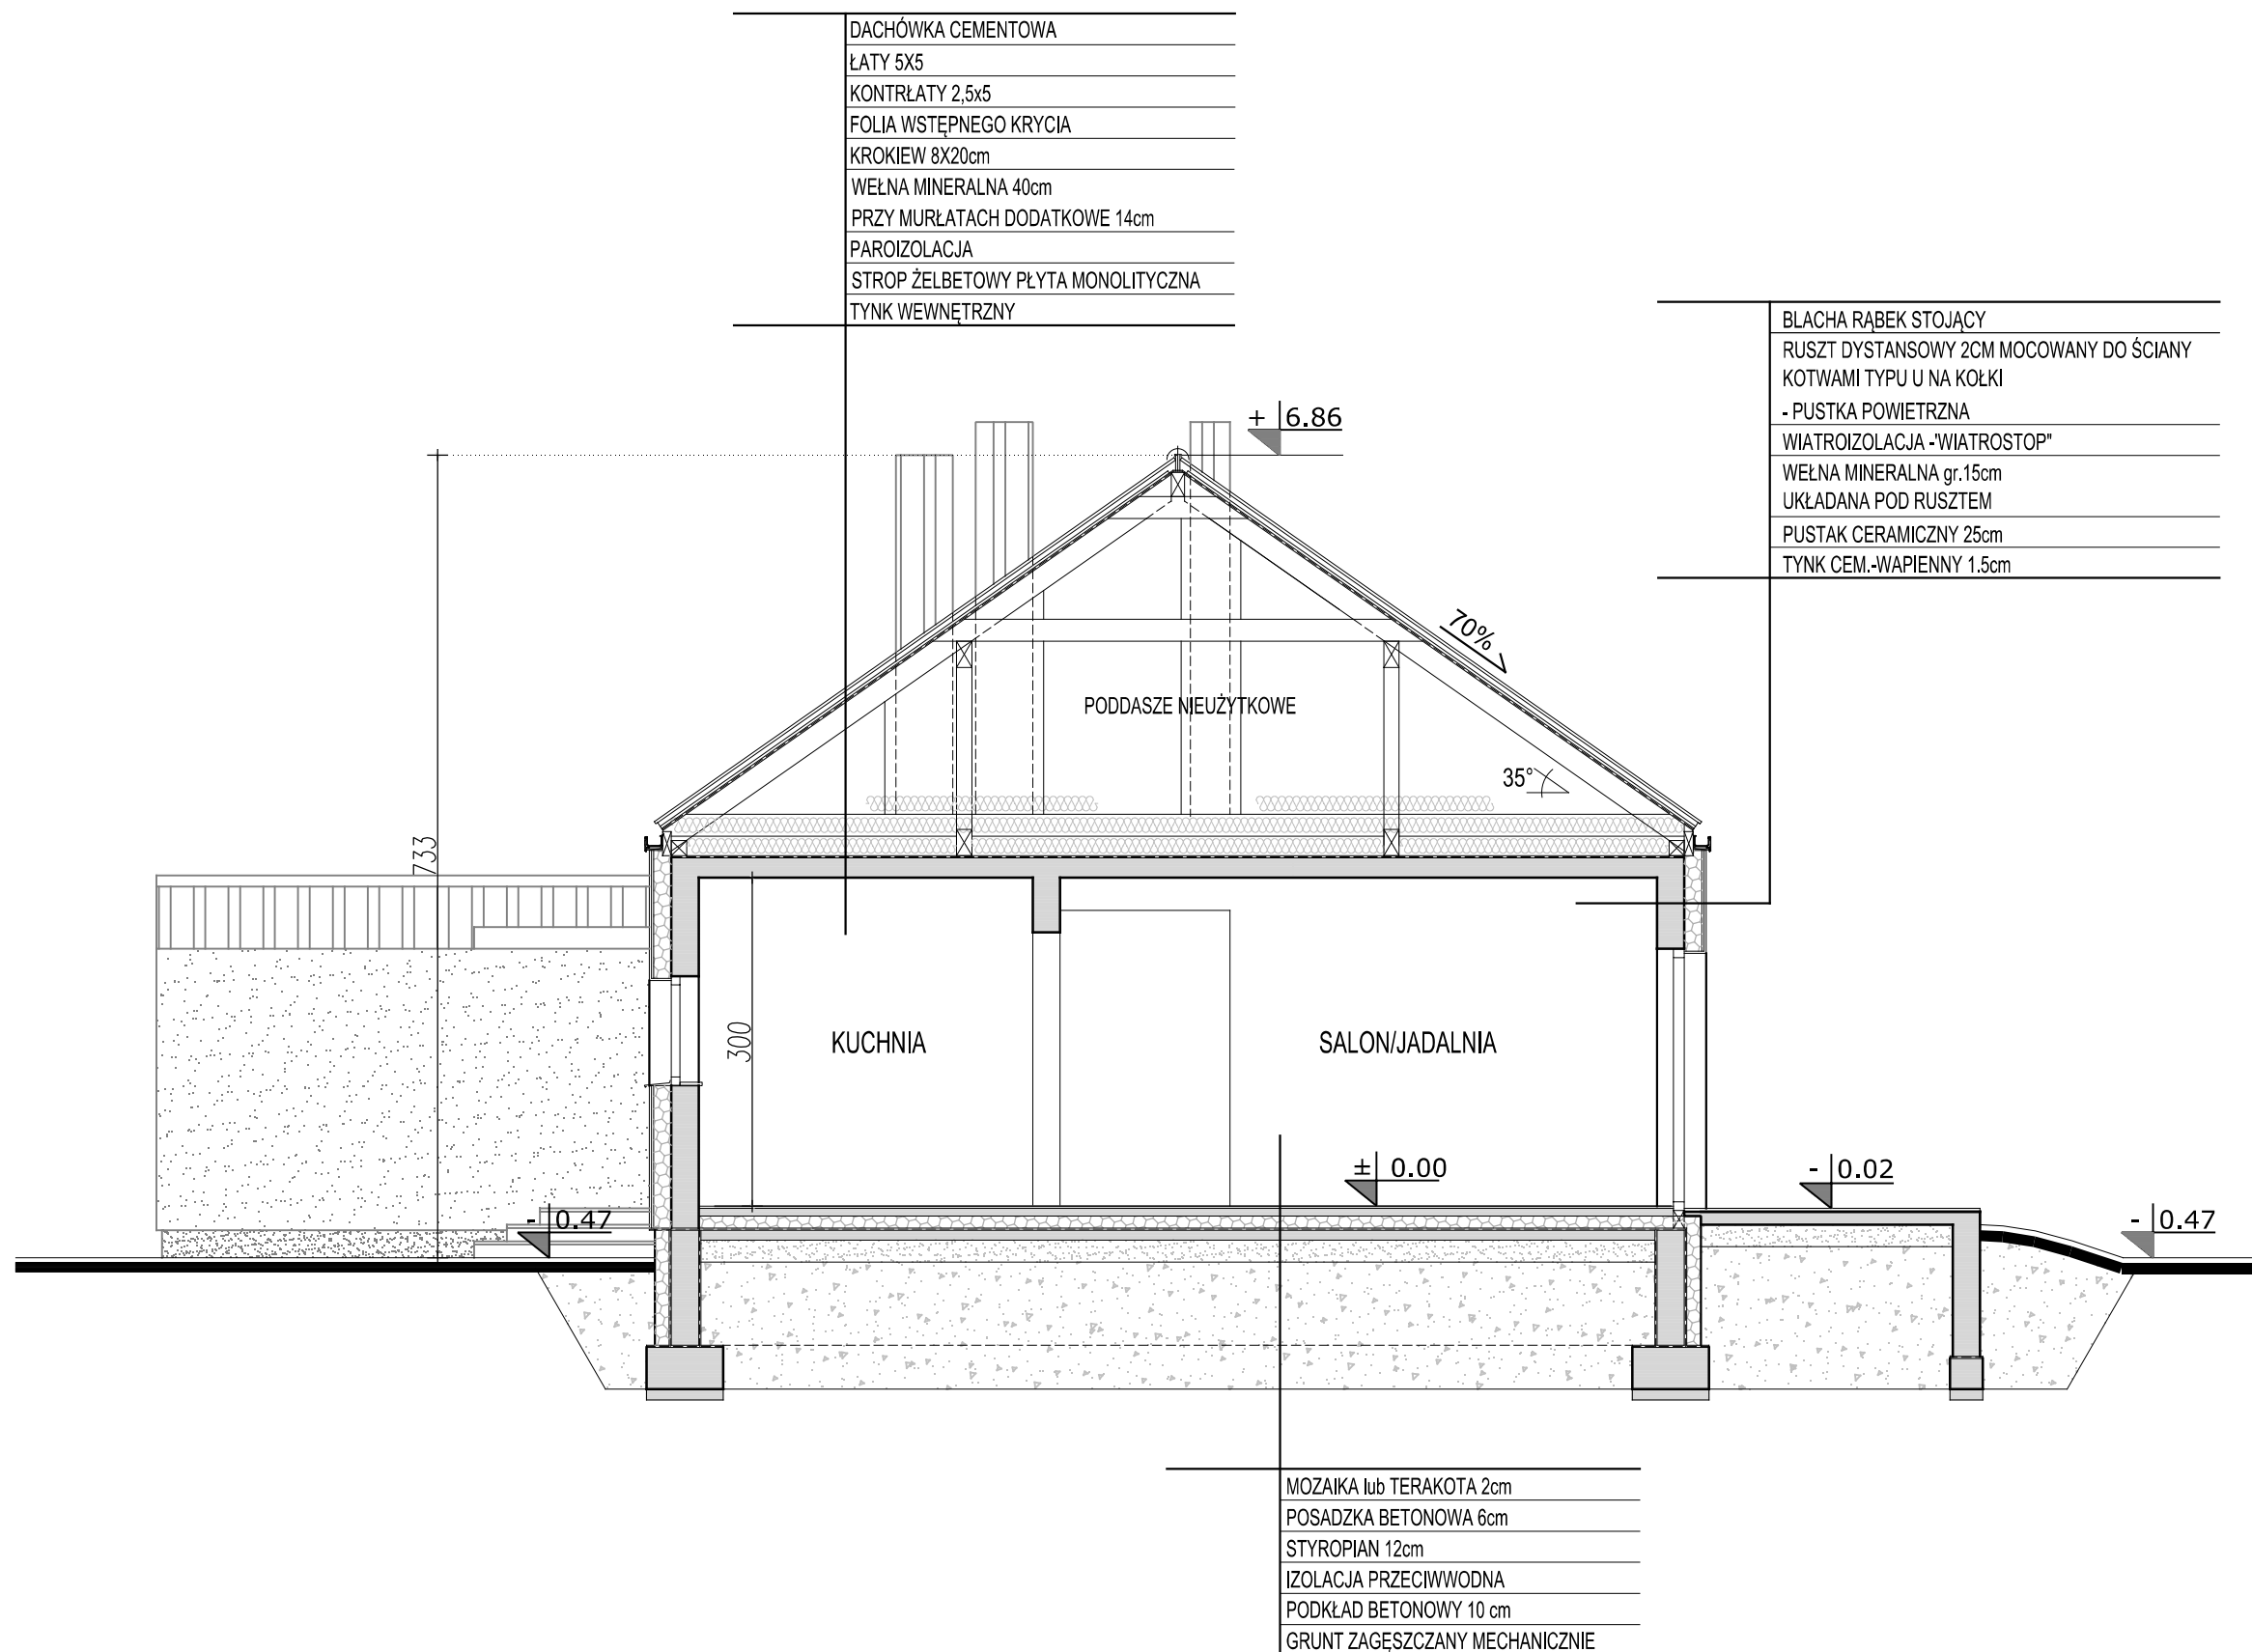 DACHÓWKA CEMENTOWA
ŁATY 5X5
KONTRŁATY 2,5x5
FOLIA WSTĘPNEGO KRYCIA
KROKIEW 8X20cm
WEŁNA MINERALNA 40cm
PRZY MURŁATACH DODATKOWE 14cm
PAROIZOLACJA
STROP ŻELBETOWY PŁYTA MONOLITYCZNA
TYNK WEWNĘTRZNY
BLACHA RĄBEK STOJĄCY
RUSZT DYSTANSOWY 2CM MOCOWANY DO ŚCIANY
KOTWAMI TYPU U NA KOŁKI
- PUSTKA POWIETRZNA
WIATROIZOLACJA -'WIATROSTOP"
WEŁNA MINERALNA gr.15cm
UKŁADANA POD RUSZTEM
PUSTAK CERAMICZNY 25cm
TYNK CEM.-WAPIENNY 1.5cm
+ 6.86
70%
PODDASZE NIEUŻYTKOWE
35°
733
300
KUCHNIA
SALON/JADALNIA
± 0.00
- 0.02
- 0.47
- 0.47
MOZAIKA lub TERAKOTA 2cm
POSADZKA BETONOWA 6cm
STYROPIAN 12cm
IZOLACJA PRZECIWWODNA
PODKŁAD BETONOWY 10 cm
GRUNT ZAGĘSZCZANY MECHANICZNIE